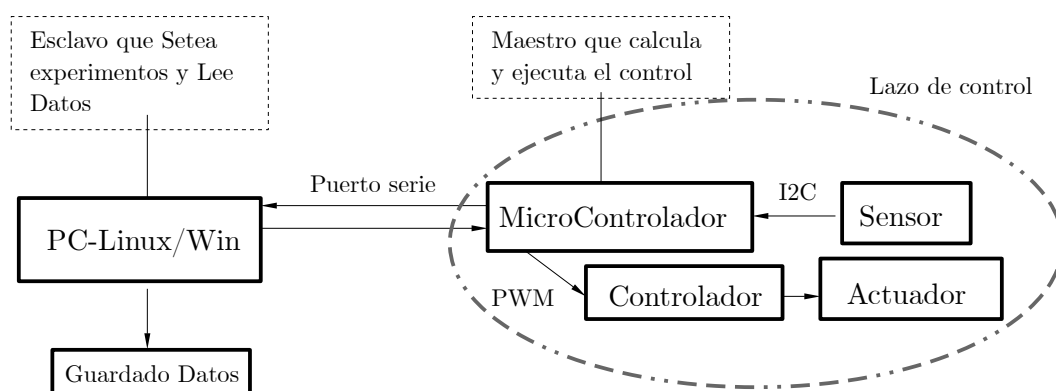 Esclavo que Setea
experimentos y Lee
Datos
Maestro que calcula
y ejecuta el control
Lazo de control
Puerto serie
I2C
PC-Linux/Win
MicroControlador
Sensor
PWM
Controlador
Actuador
Guardado Datos